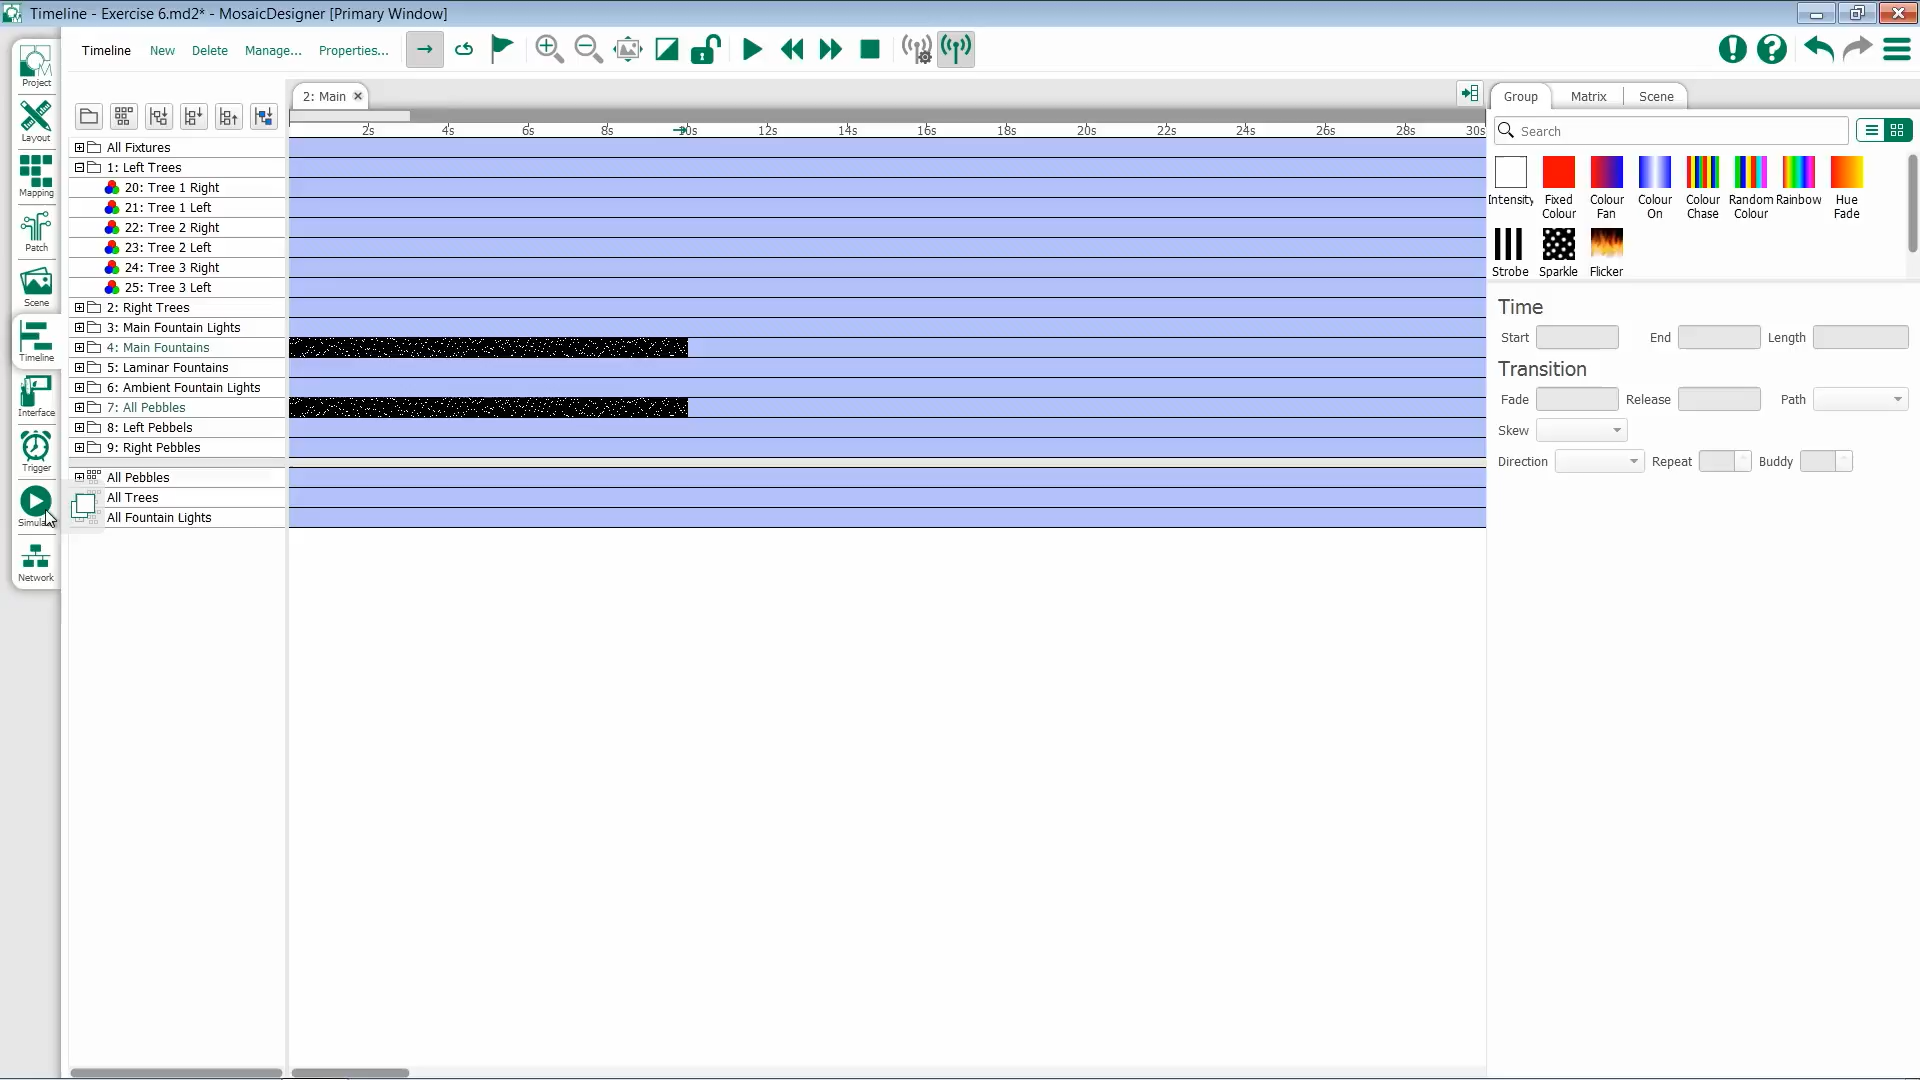 Timeline - Exercise 6.md2* - MosaicDesigner [Primary Window]
Project
Layout
Mapping
Patch
Scene
Timeline
Interface
Trigger
Network
Timeline New Delete Manage... Properties...
2: Main
2s 4s 6s 8s 10s 12s 14s 16s 18s 20s 22s 24s 26s 28s 30s
All Fixtures
1: Left Trees
20: Tree 1 Right
21: Tree 1 Left
22: Tree 2 Right
23: Tree 2 Left
24: Tree 3 Right
25: Tree 3 Left
2: Right Trees
3: Main Fountain Lights
4: Main Fountains
5: Laminar Fountains
6: Ambient Fountain Lights
7: All Pebbles
8: Left Pebbels
9: Right Pebbles
All Pebbles
All Trees
All Fountain Lights
Group Matrix Scene
Search
Intensity
Fixed Colour
Colour Fan
Colour On
Colour Chase
Random Colour
Rainbow
Hue Fade
Strobe
Sparkle
Flicker
Time
Start End Length
Transition
Fade Release Path
Skew
Direction Repeat Buddy